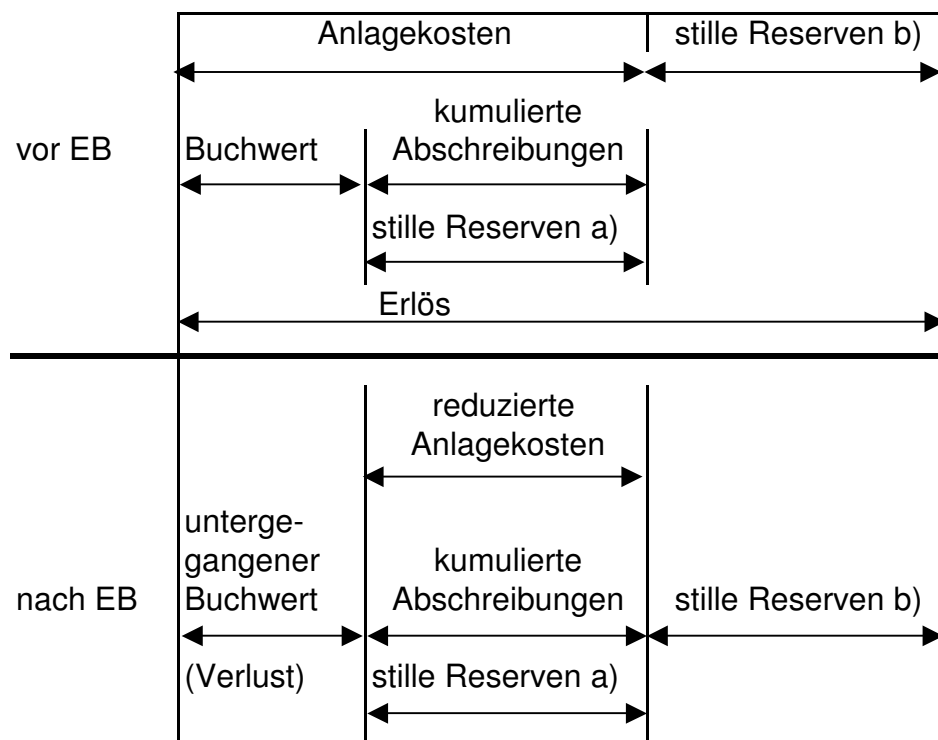 Anlagekosten
stille Reserven b)
kumulierte
vor EB
Buchwert
Abschreibungen
stille Reserven a)
Erlös
reduzierte
Anlagekosten
unterge-
gangener
kumulierte
nach EB
Buchwert
Abschreibungen
stille Reserven b)
(Verlust)
stille Reserven a)